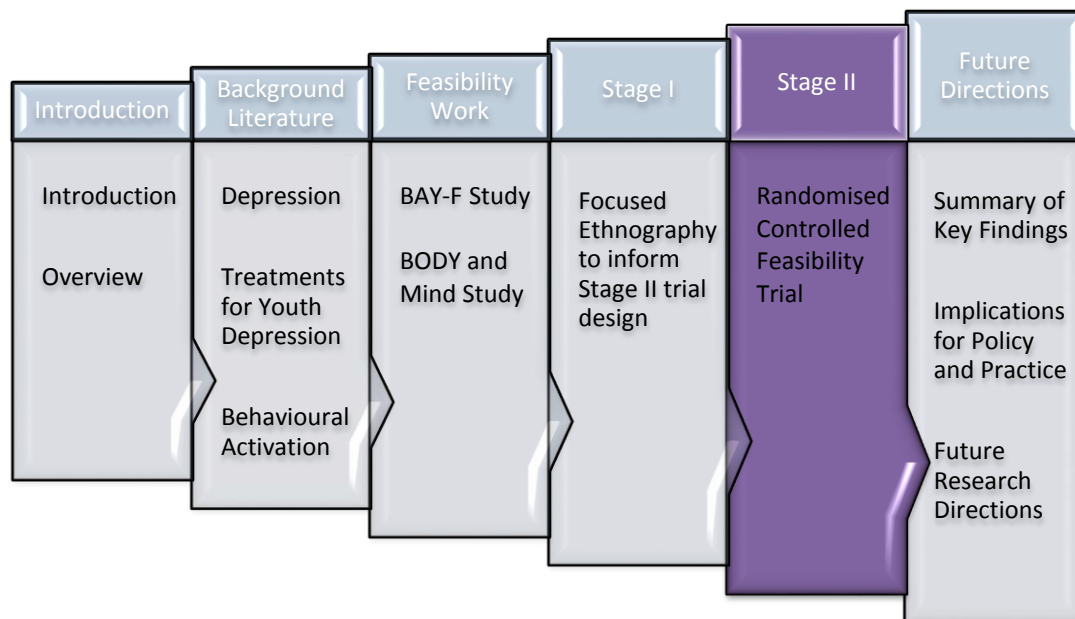 Introduction
Introduction
Overview
Background
Literature
Depression
Treatments
for Youth
Depression
Behavioural
Activation
Feasibility
Work
BAY-F Study
BODY and
Mind Study
Stage I
Focused
Ethnography
to inform
Stage II trial
design
Stage II
Randomised
Controlled
Feasibility
Trial
Future
Directions
Summary of
Key Findings
Implications
for Policy
and Practice
Future
Research
Directions